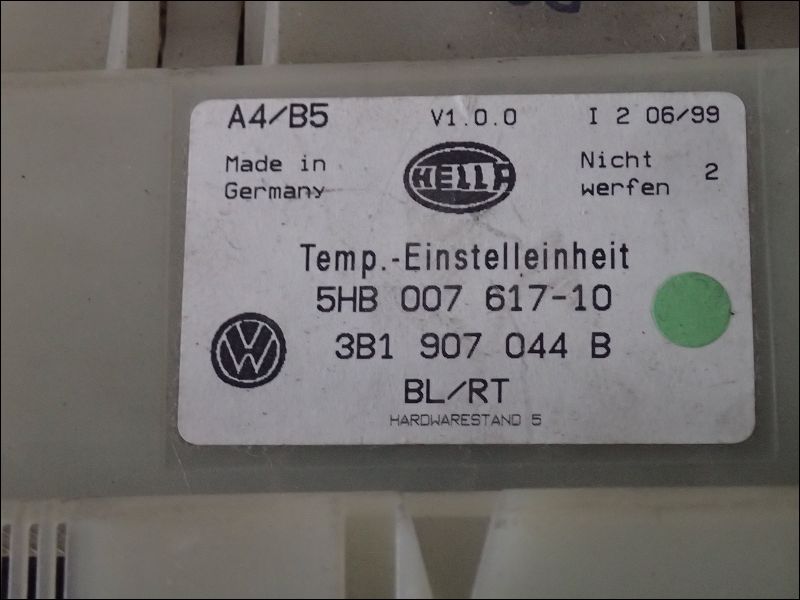 A4/B5 V1.0.0 I 2 06/99
Made in
Germany
HELLA
Nicht
werfen 2
Temp.-Einstelleinheit
5HB 007 617-10
VW
3B1 907 044 B
BL/RT
HARDWARESTAND 5